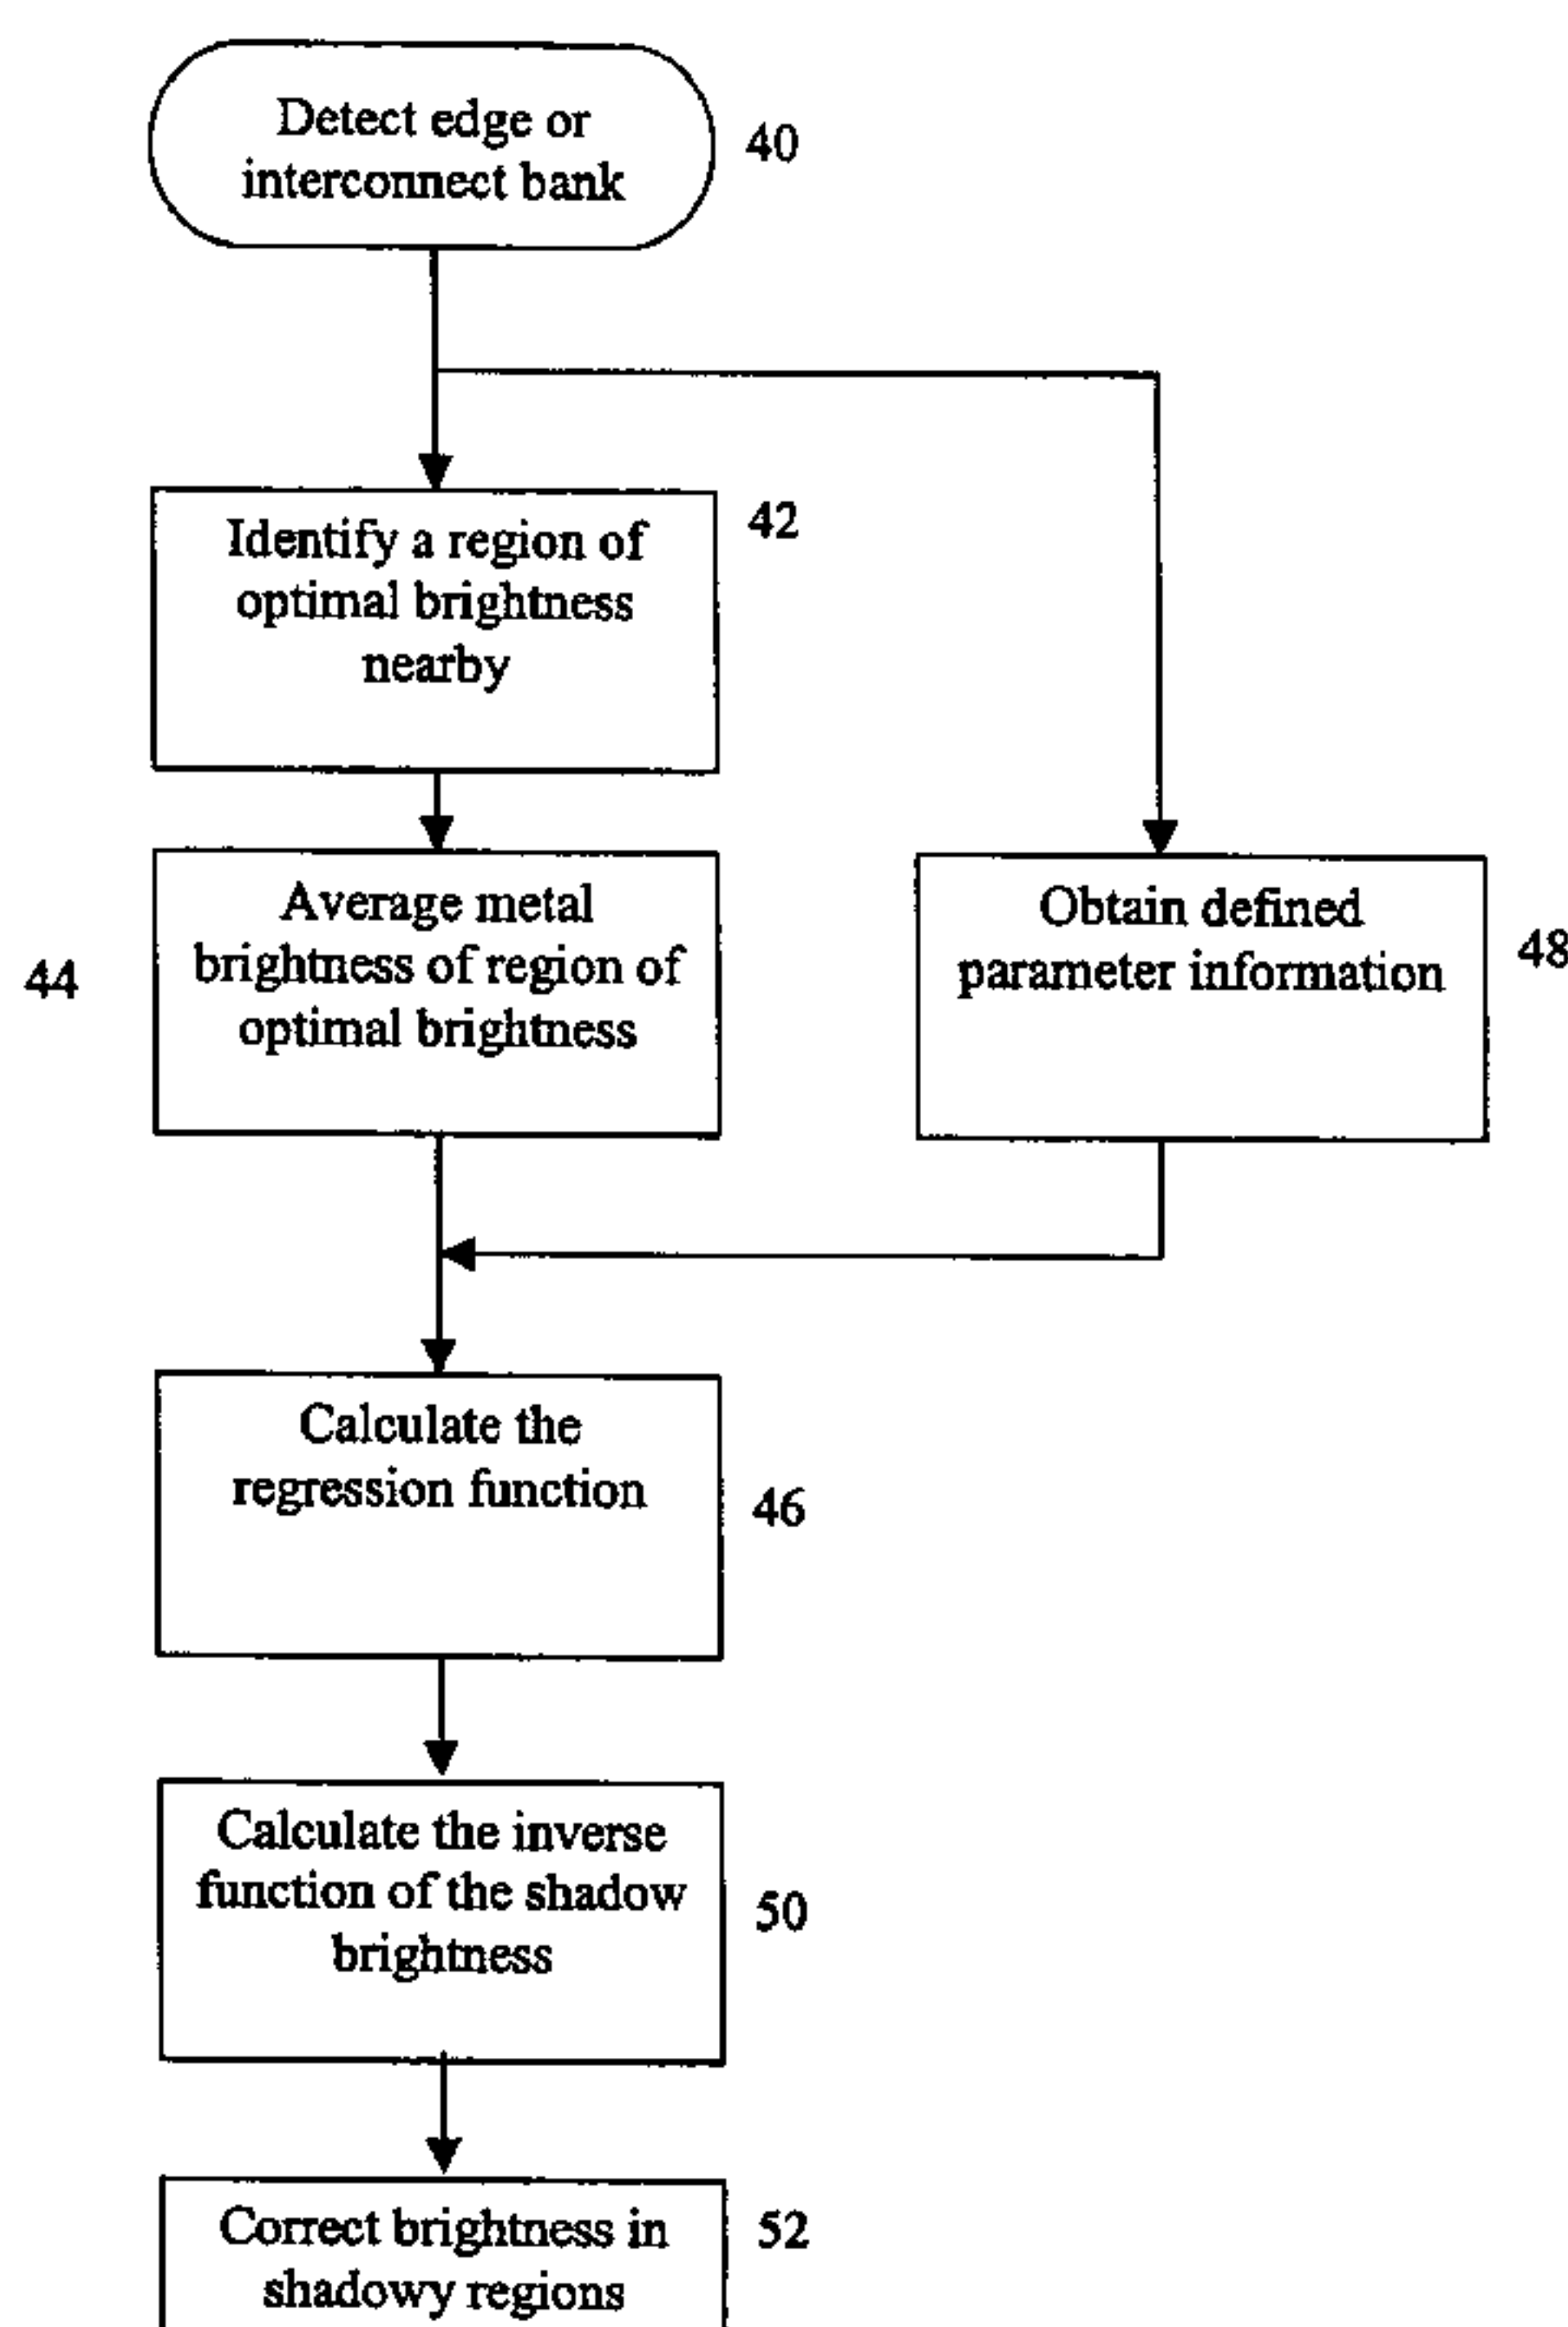 Detect edge or
interconnect bank
40
Identify a region of
optimal brightness
nearby
42
Average metal
brightness of region of
optimal brightness
44
Obtain defined
parameter information
48
Calculate the
regression function
46
Calculate the inverse
function of the shadow
brightness
50
Correct brightness in
shadowy regions
52